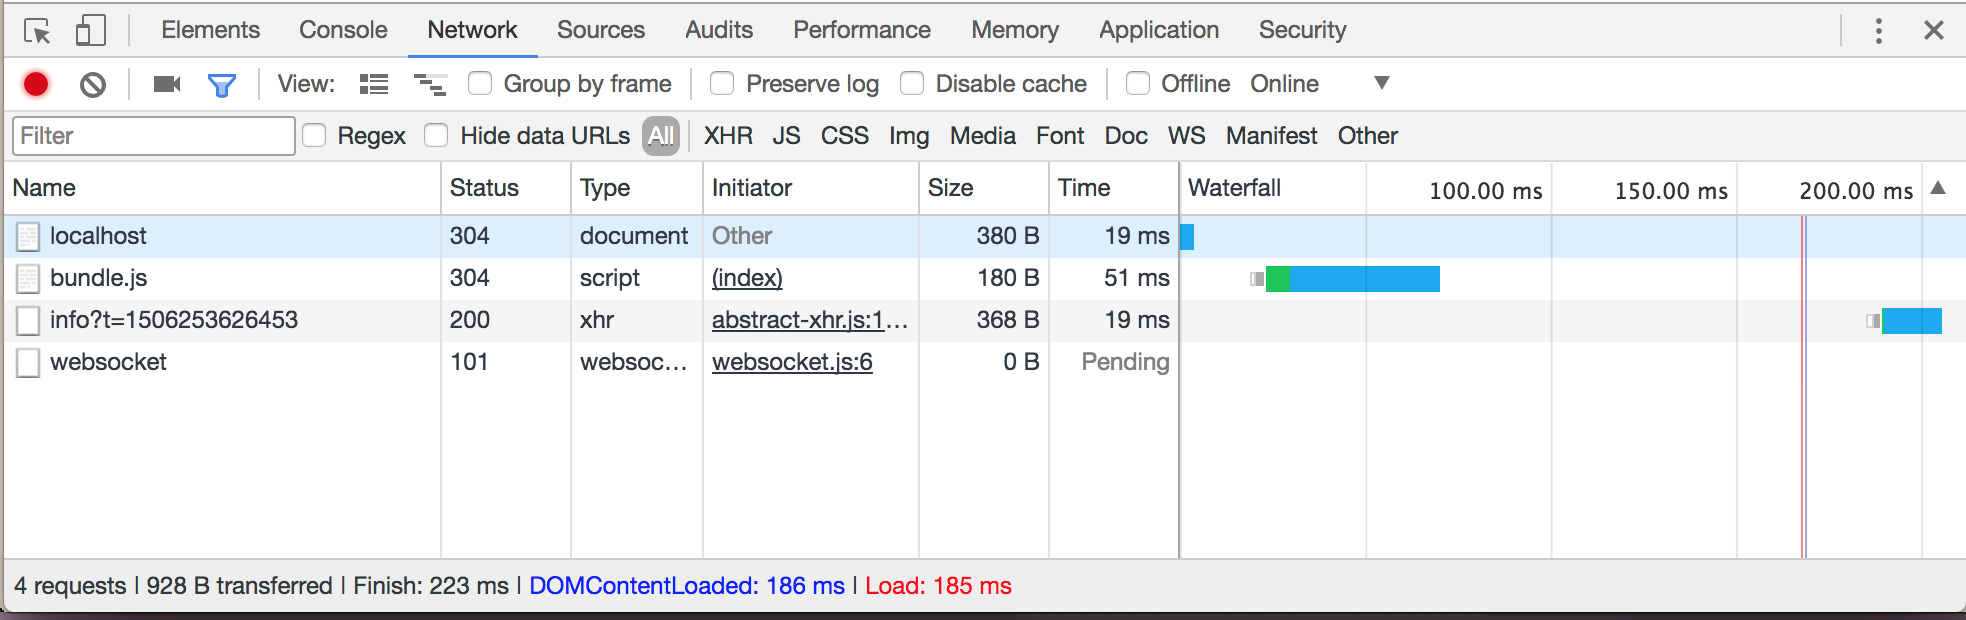 Elements Console Network Sources Audits Performance Memory Application Security
View: Group by frame Preserve log Disable cache Offline Online
Filter Regex Hide data URLs All XHR JS CSS Img Media Font Doc WS Manifest Other
Name Status Type Initiator Size Time Waterfall 100.00 ms 150.00 ms 200.00 ms
localhost 304 document Other 380 B 19 ms
bundle.js 304 script (index) 180 B 51 ms
info?t=1506253626453 200 xhr abstract-xhr.js:1… 368 B 19 ms
websocket 101 websoc… websocket.js:6 0 B Pending
4 requests | 928 B transferred | Finish: 223 ms | DOMContentLoaded: 186 ms | Load: 185 ms